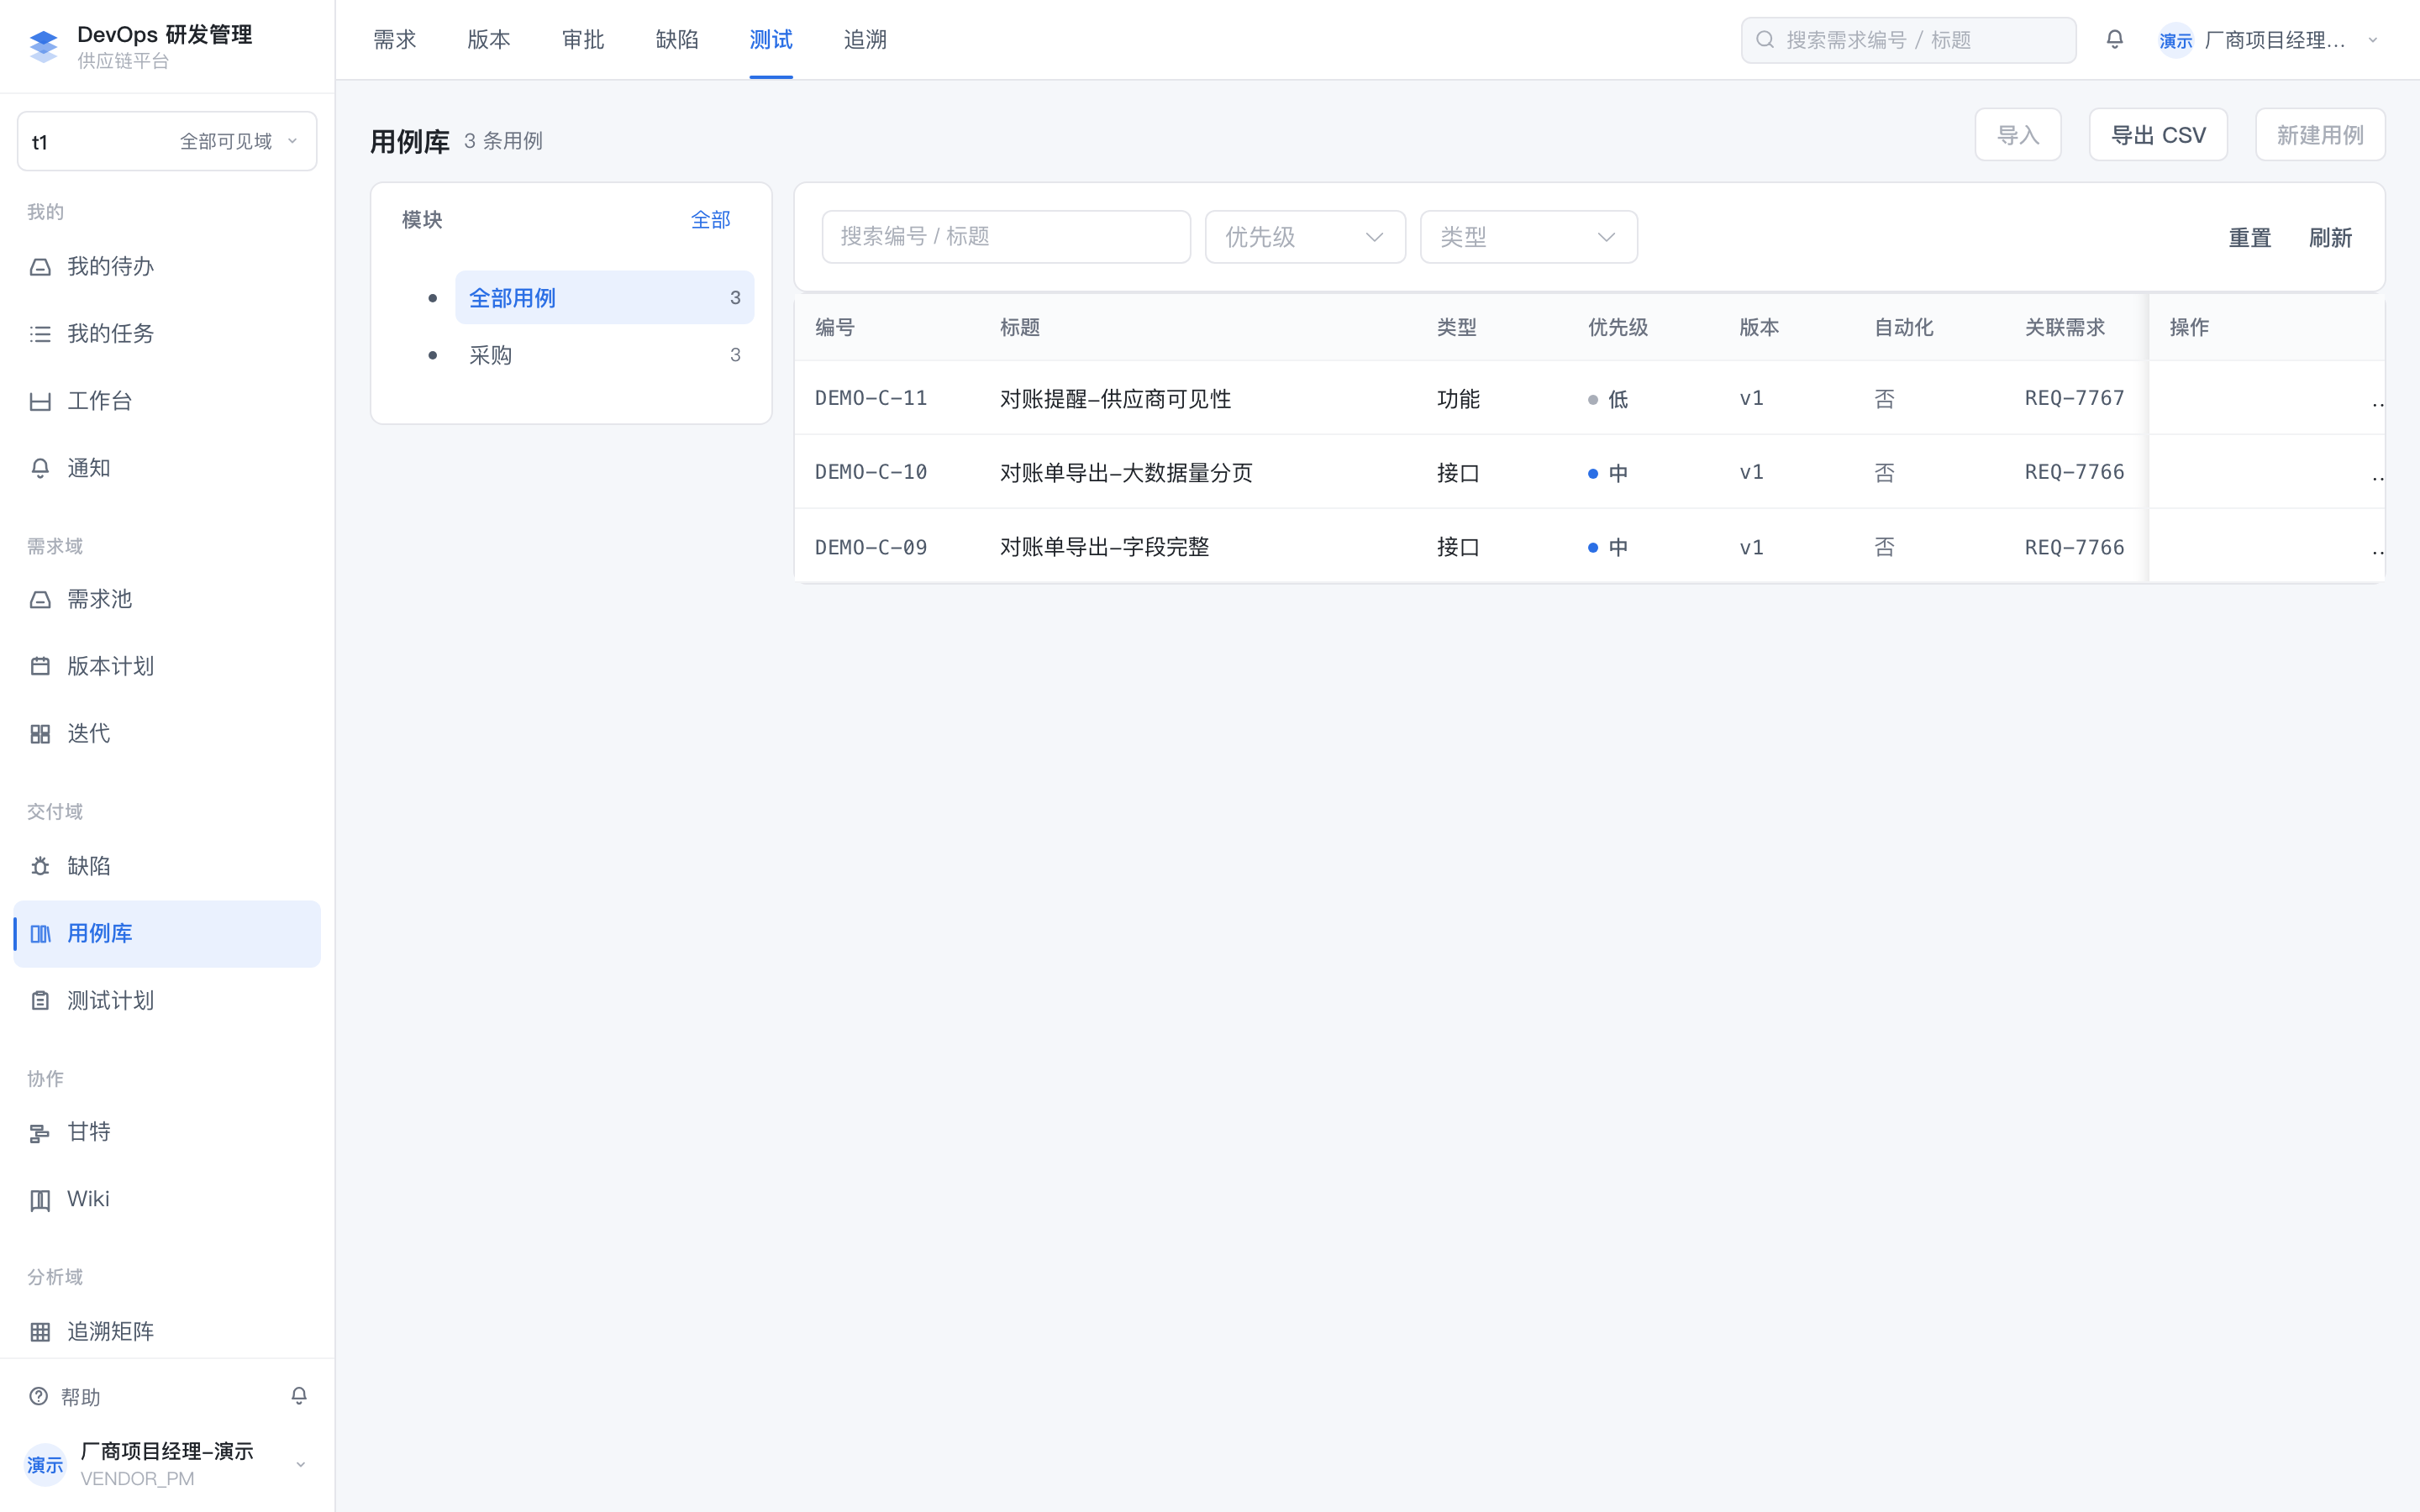 DevOps 研发管理
供应链平台
t1 全部可见域
我的
我的待办
我的任务
工作台
通知
需求域
需求池
版本计划
迭代
交付域
缺陷
用例库
测试计划
协作
甘特
Wiki
分析域
追溯矩阵
帮助
演示 厂商项目经理-演示
VENDOR_PM
需求 版本 审批 缺陷 测试 追溯
搜索需求编号 / 标题
演示 厂商项目经理...
用例库 3 条用例
导入 导出 CSV 新建用例
模块 全部
全部用例 3
采购 3
搜索编号 / 标题 优先级 类型 重置 刷新
编号 标题 类型 优先级 版本 自动化 关联需求 操作
DEMO-C-11 对账提醒-供应商可见性 功能 低 v1 否 REQ-7767 ..
DEMO-C-10 对账单导出-大数据量分页 接口 中 v1 否 REQ-7766 ..
DEMO-C-09 对账单导出-字段完整 接口 中 v1 否 REQ-7766 ..